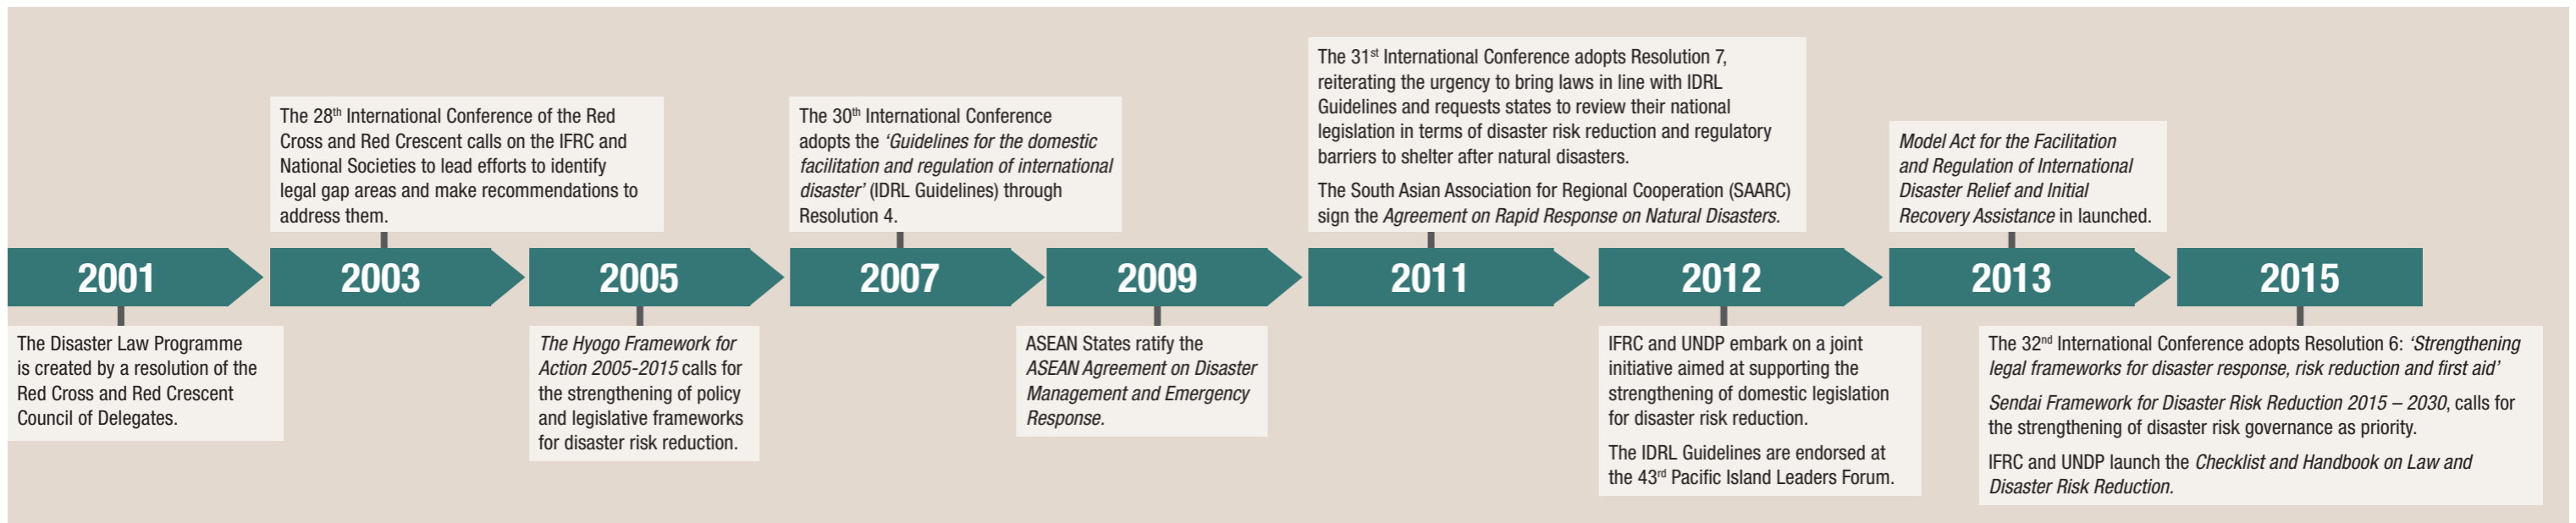 2001
The Disaster Law Programme
is created by a resolution of the
Red Cross and Red Crescent
Council of Delegates.
The 28th International Conference of the Red
Cross and Red Crescent calls on the IFRC and
National Societies to lead efforts to identify
legal gap areas and make recommendations to
address them.
2003
2005
The Hyogo Framework for
Action 2005-2015 calls for
the strengthening of policy
and legislative frameworks
for disaster risk reduction.
The 30th International Conference
adopts the ‘Guidelines for the domestic
facilitation and regulation of international
disaster’ (IDRL Guidelines) through
Resolution 4.
2007
2009
ASEAN States ratify the
ASEAN Agreement on Disaster
Management and Emergency
Response.
The 31st International Conference adopts Resolution 7,
reiterating the urgency to bring laws in line with IDRL
Guidelines and requests states to review their national
legislation in terms of disaster risk reduction and regulatory
barriers to shelter after natural disasters.
The South Asian Association for Regional Cooperation (SAARC)
sign the Agreement on Rapid Response on Natural Disasters.
2011
2012
IFRC and UNDP embark on a joint
initiative aimed at supporting the
strengthening of domestic legislation
for disaster risk reduction.
The IDRL Guidelines are endorsed at
the 43rd Pacific Island Leaders Forum.
Model Act for the Facilitation
and Regulation of International
Disaster Relief and Initial
Recovery Assistance in launched.
2013
2015
The 32nd International Conference adopts Resolution 6: ‘Strengthening
legal frameworks for disaster response, risk reduction and first aid’
Sendai Framework for Disaster Risk Reduction 2015 – 2030, calls for
the strengthening of disaster risk governance as priority.
IFRC and UNDP launch the Checklist and Handbook on Law and
Disaster Risk Reduction.